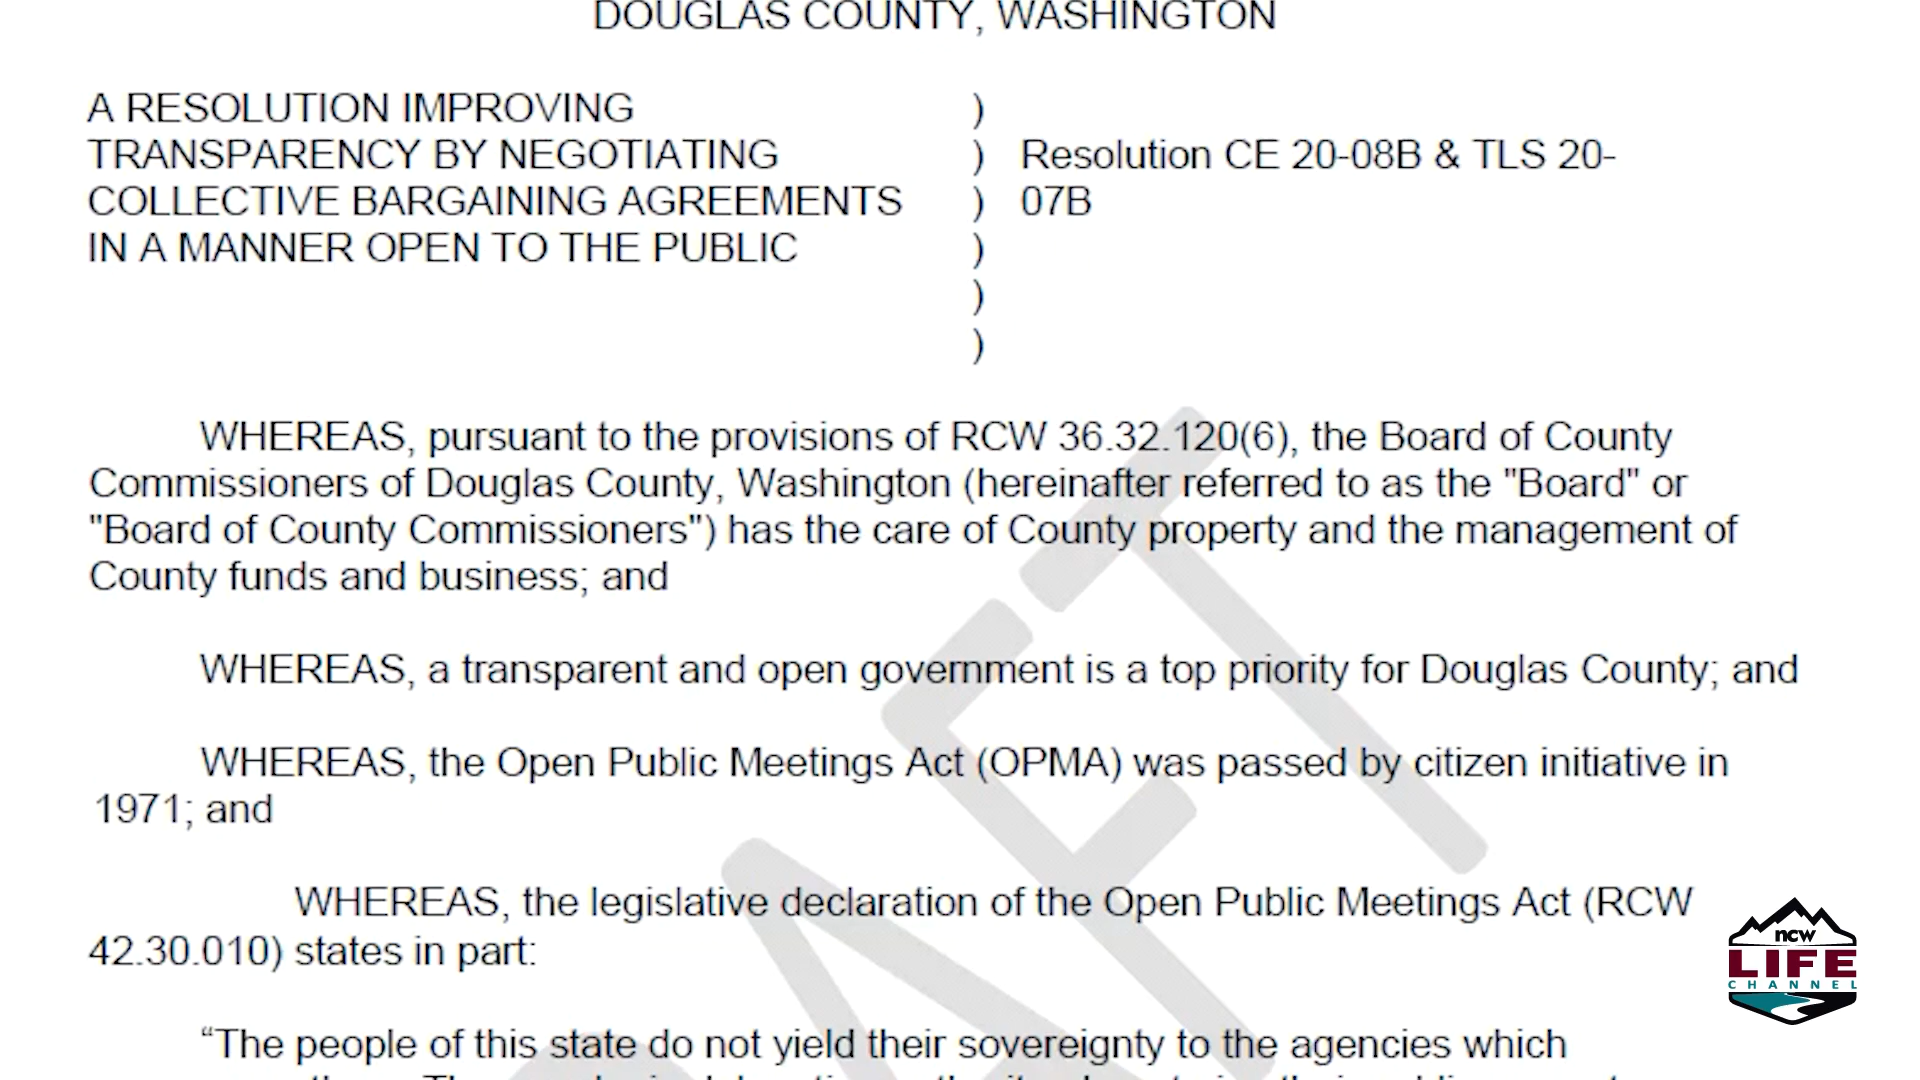 DOUGLAS COUNTY, WASHINGTON
A RESOLUTION IMPROVING )
TRANSPARENCY BY NEGOTIATING ) Resolution CE 20-08B & TLS 20-
COLLECTIVE BARGAINING AGREEMENTS ) 07B
IN A MANNER OPEN TO THE PUBLIC )
)
)
WHEREAS, pursuant to the provisions of RCW 36.32.120(6), the Board of County
Commissioners of Douglas County, Washington (hereinafter referred to as the "Board" or
"Board of County Commissioners") has the care of County property and the management of
County funds and business; and
WHEREAS, a transparent and open government is a top priority for Douglas County; and
WHEREAS, the Open Public Meetings Act (OPMA) was passed by citizen initiative in
1971; and
WHEREAS, the legislative declaration of the Open Public Meetings Act (RCW
42.30.010) states in part:
“The people of this state do not yield their sovereignty to the agencies which
ncw
LIFE
CHANNEL